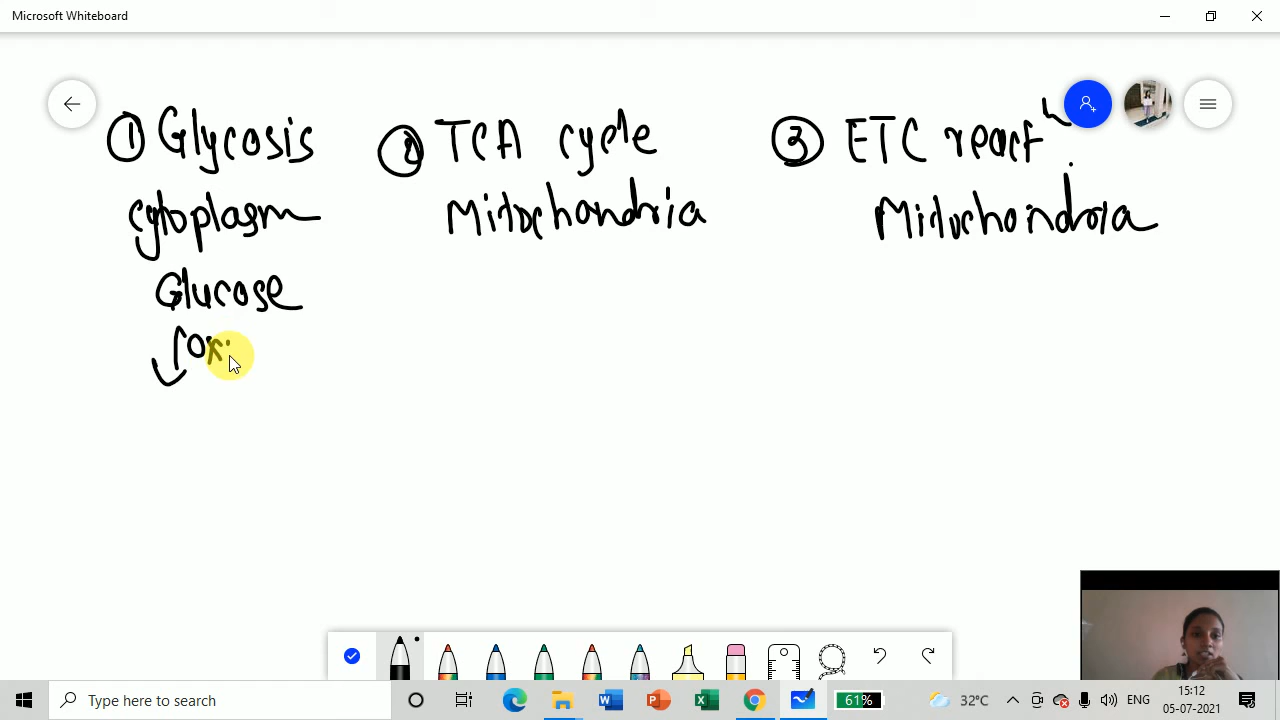 Microsoft Whiteboard
① Glycosis
cytoplasm
Glucose
② TCA cycle
Mitochondria
③ ETC react
Mitochondria
Type here to search
61%
32°C
ENG
15:12
05-07-2021